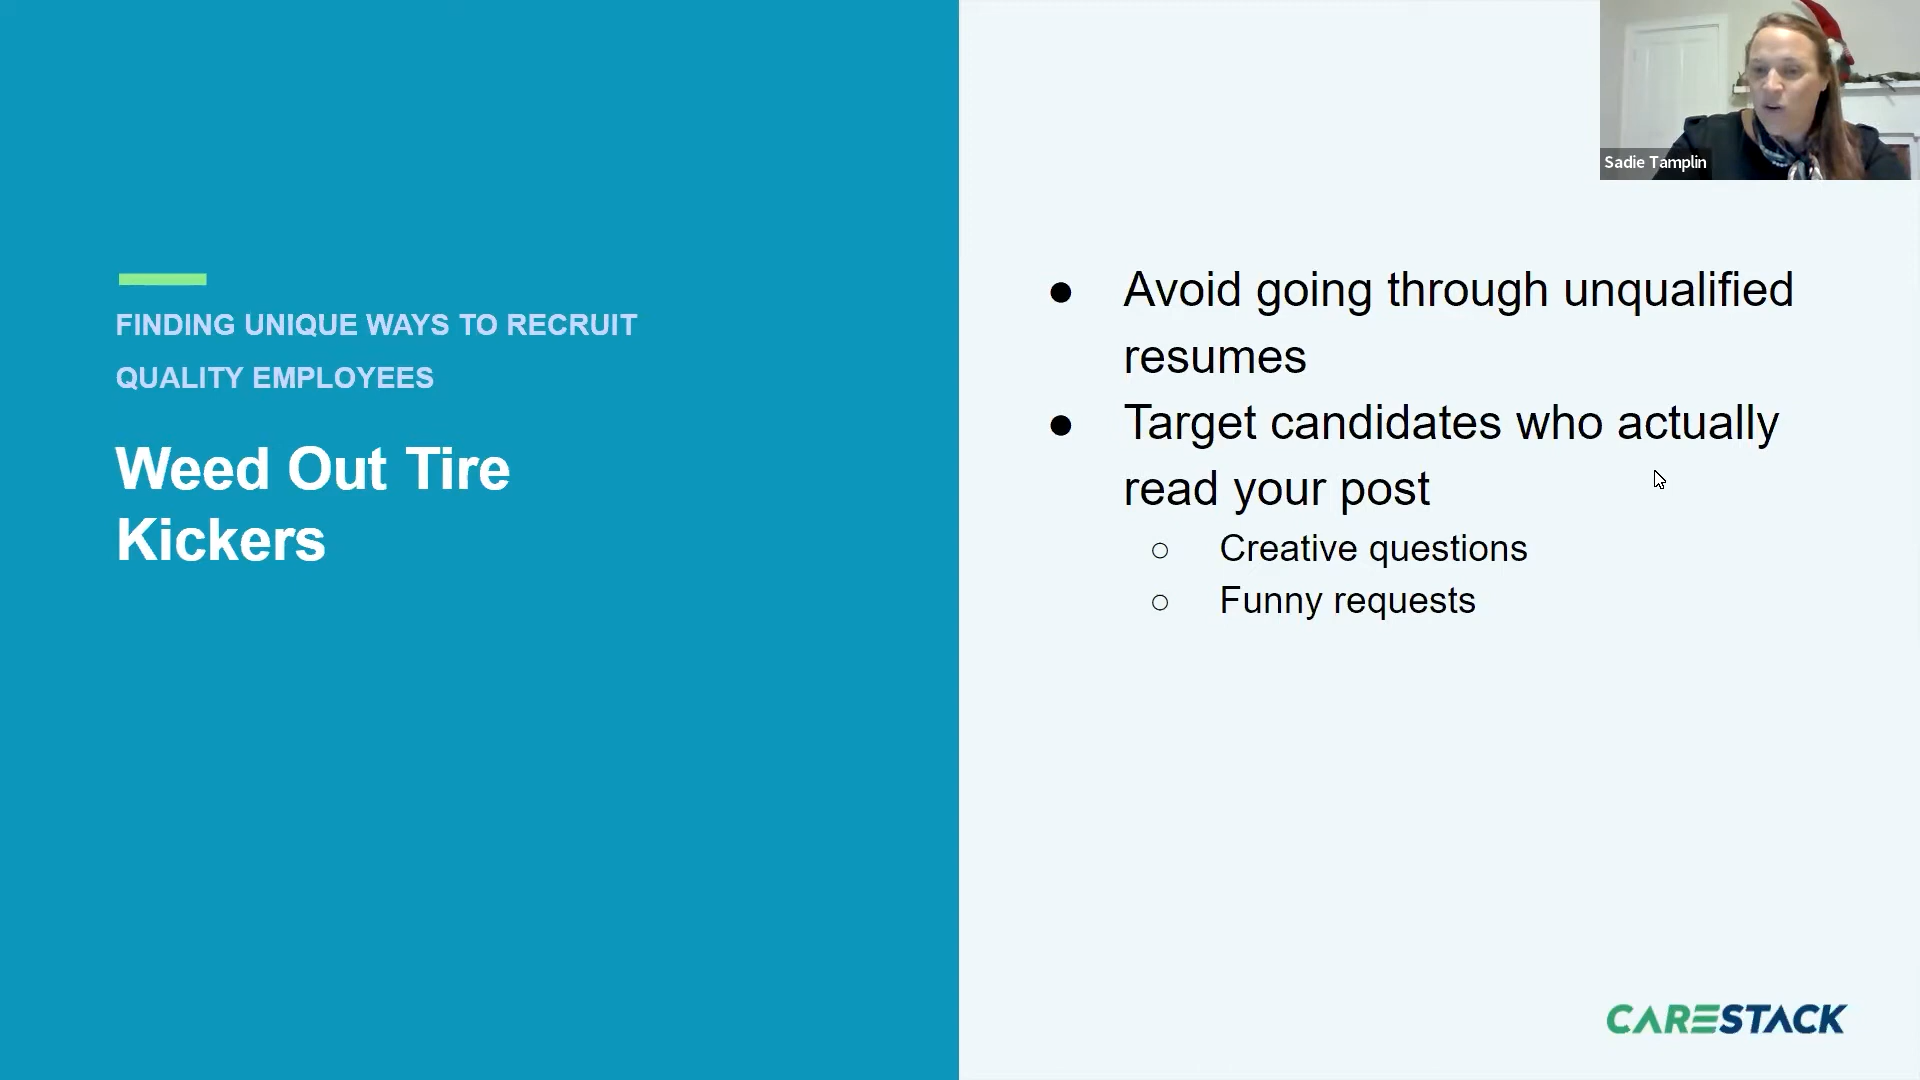 Sadie Tamplin
FINDING UNIQUE WAYS TO RECRUIT
QUALITY EMPLOYEES
Weed Out Tire
Kickers
● Avoid going through unqualified
resumes
● Target candidates who actually
read your post
○ Creative questions
○ Funny requests
CARESTACK